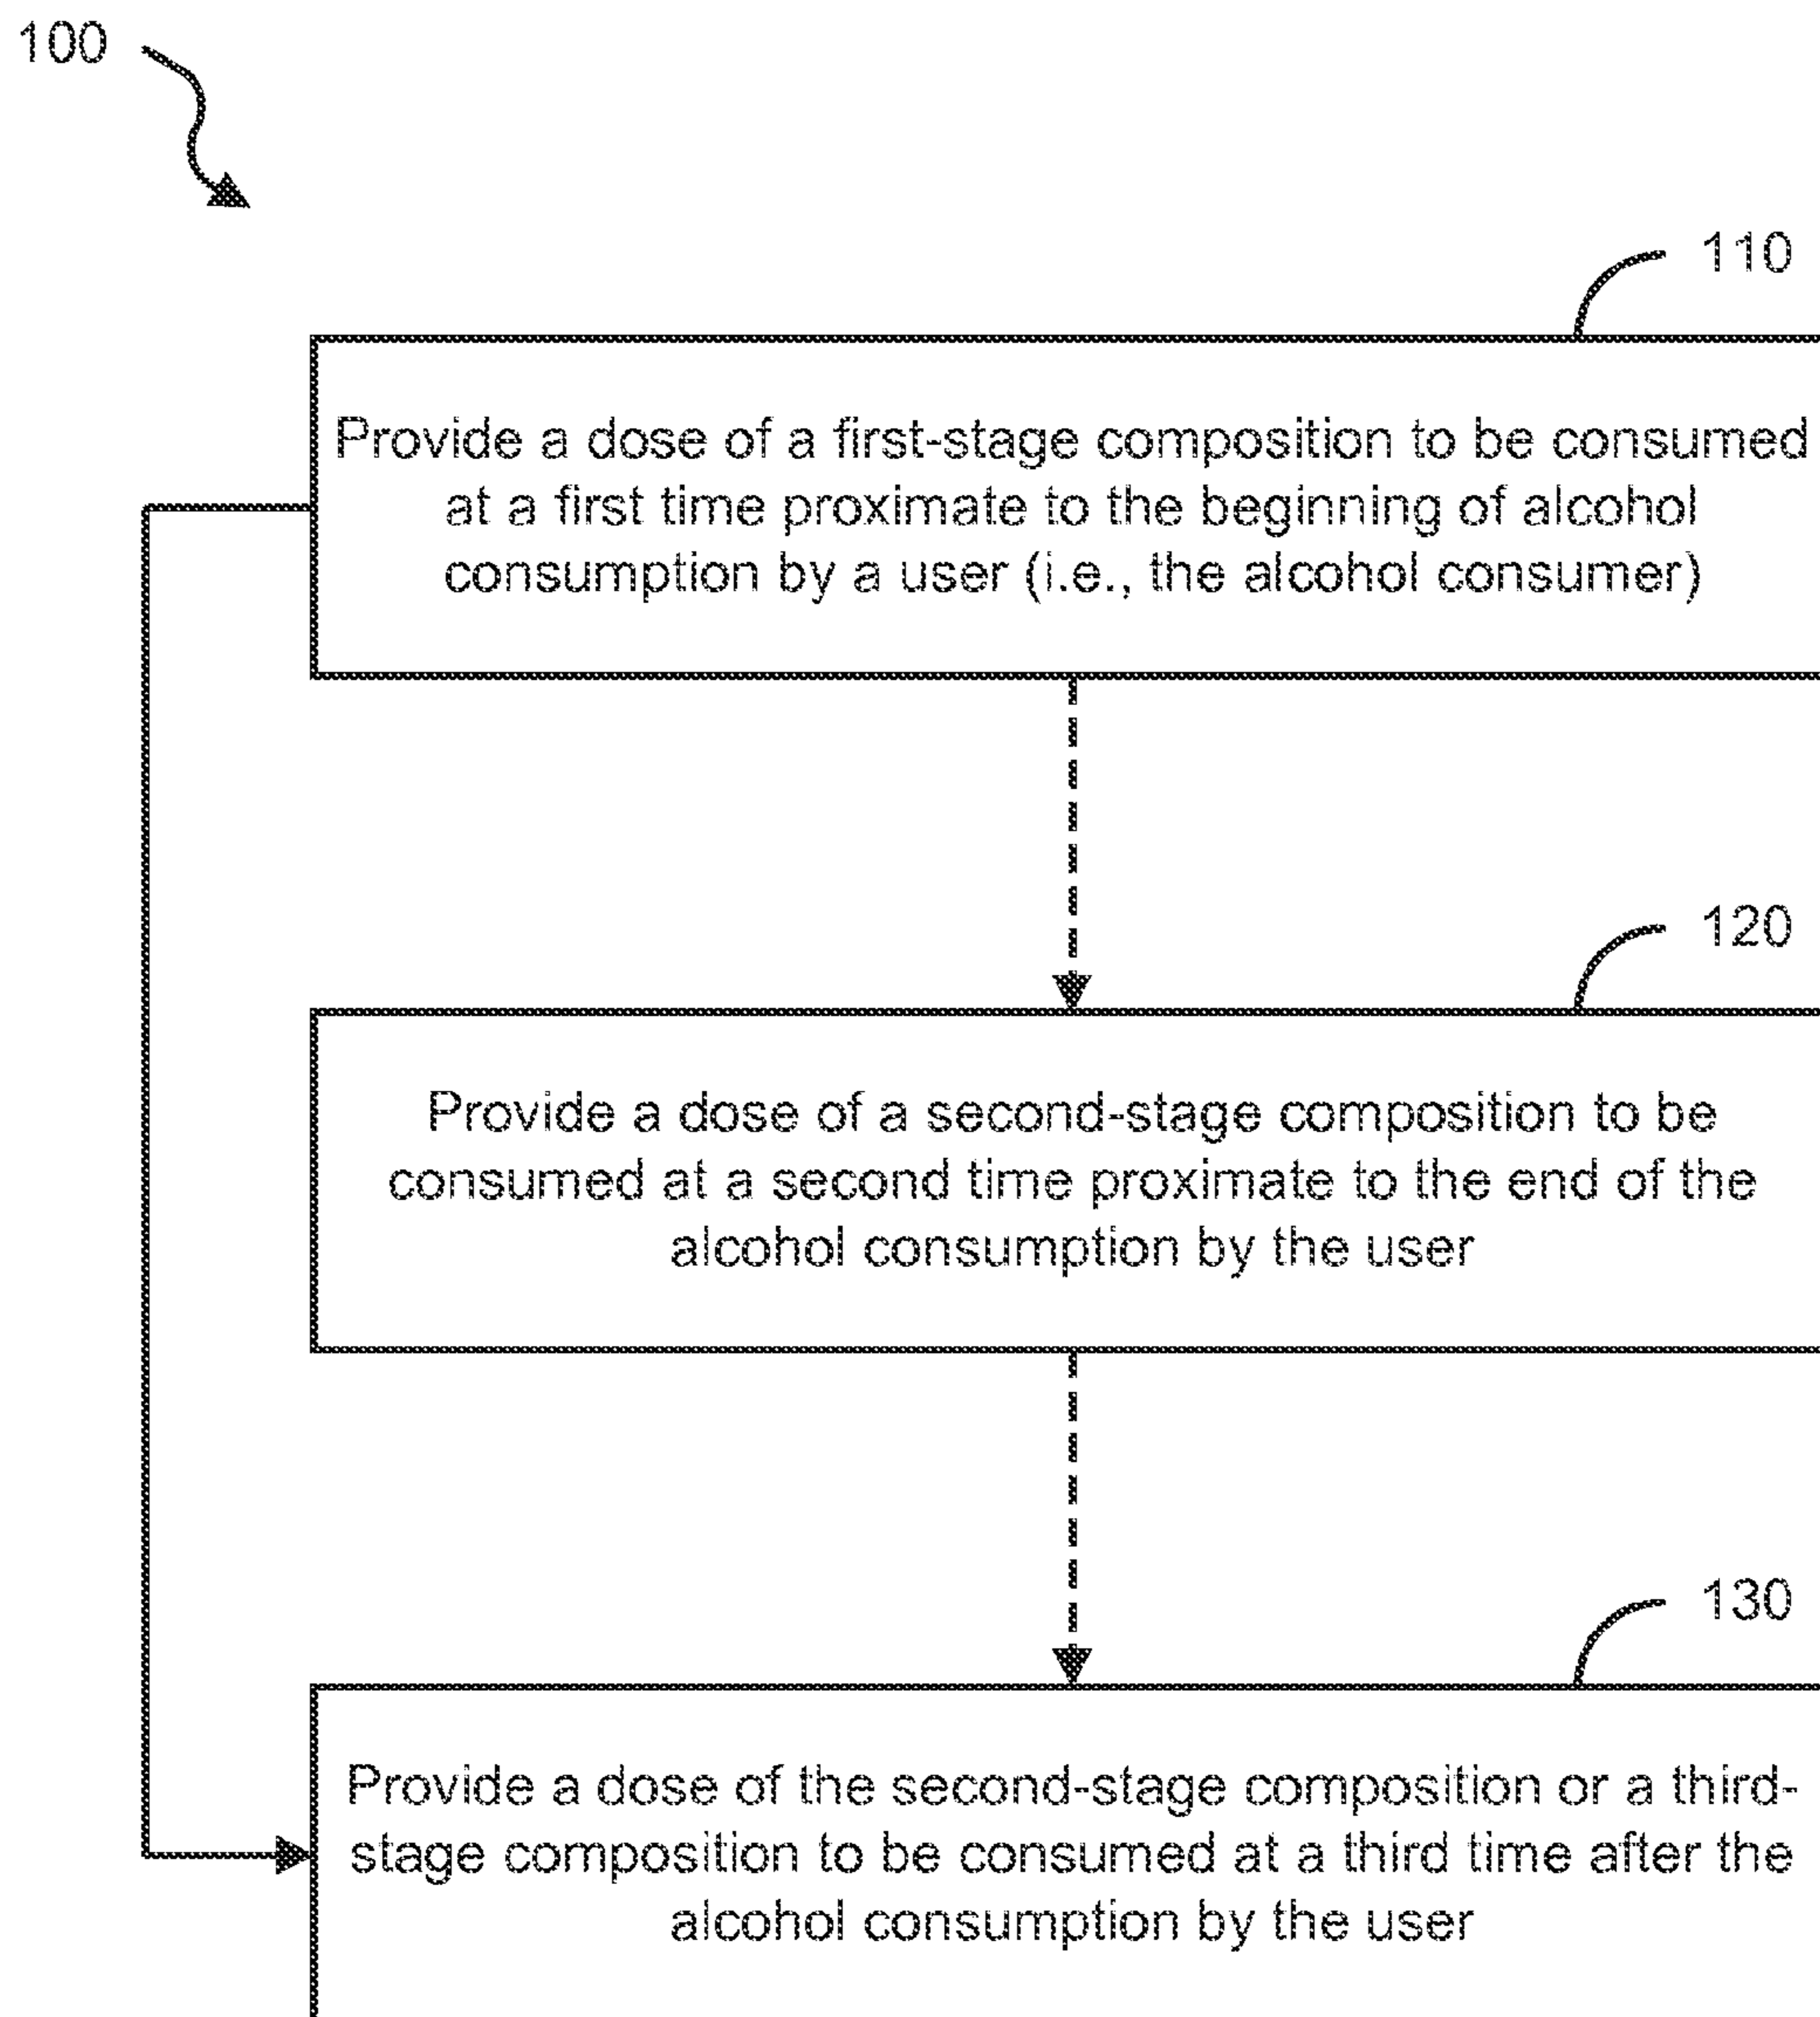 100
110
Provide a dose of a first-stage composition to be consumed
at a first time proximate to the beginning of alcohol
consumption by a user (i.e., the alcohol consumer)
120
Provide a dose of a second-stage composition to be
consumed at a second time proximate to the end of the
alcohol consumption by the user
130
Provide a dose of the second-stage composition or a third-
stage composition to be consumed at a third time after the
alcohol consumption by the user